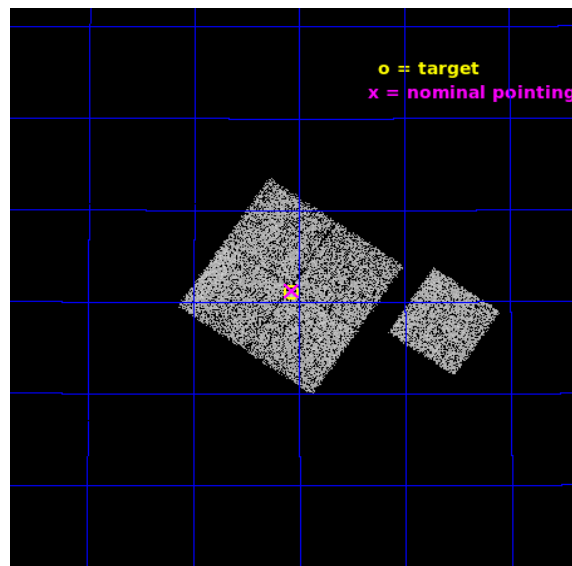 o = target
x = nominal pointing